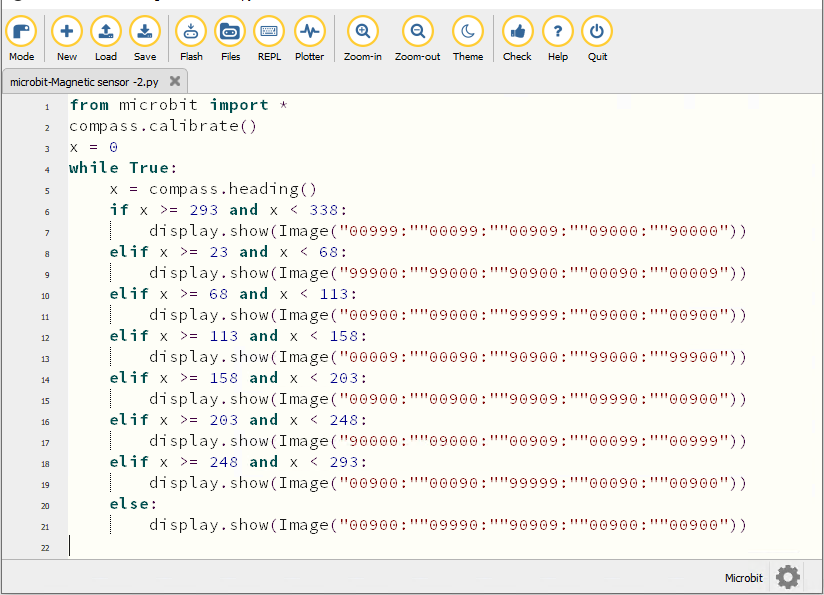 Mode New Load Save Flash Files REPL Plotter Zoom-in Zoom-out Theme Check Help Quit
microbit-Magnetic sensor -2.py
1 from microbit import *
2 compass.calibrate()
3 x = 0
4 while True:
5     x = compass.heading()
6     if x >= 293 and x < 338:
7         display.show(Image("00999:""00099:""00909:""09000:""90000"))
8     elif x >= 23 and x < 68:
9         display.show(Image("99900:""99000:""90900:""00090:""00009"))
10     elif x >= 68 and x < 113:
11         display.show(Image("00900:""09000:""99999:""09000:""00900"))
12     elif x >= 113 and x < 158:
13         display.show(Image("00009:""00090:""90900:""99000:""99900"))
14     elif x >= 158 and x < 203:
15         display.show(Image("00900:""00900:""90909:""09990:""00900"))
16     elif x >= 203 and x < 248:
17         display.show(Image("90000:""09000:""00909:""00099:""00999"))
18     elif x >= 248 and x < 293:
19         display.show(Image("00900:""00090:""99999:""00090:""00900"))
20     else:
21         display.show(Image("00900:""09990:""90909:""00900:""00900"))
22
Microbit